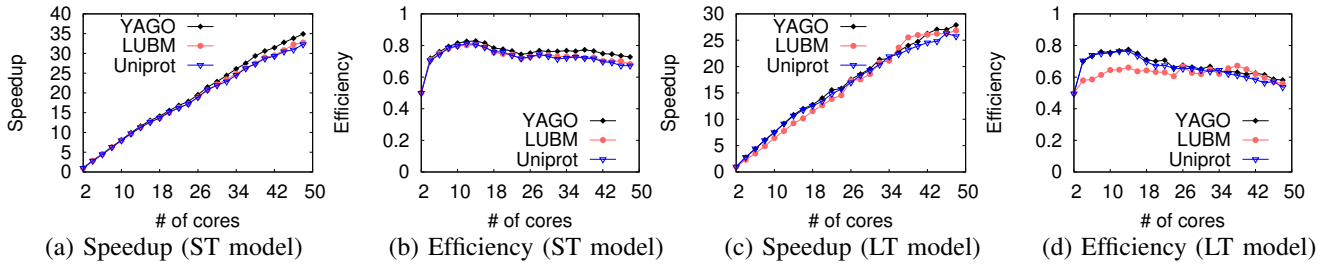 Speedup
40
35
30
25
20
15
10
5
0
YAGO
LUBM
Uniprot
2 10 18 26 34 42 50
# of cores
(a) Speedup (ST model)
Efficiency
1
0.8
0.6
0.4
0.2
0
YAGO
LUBM
Uniprot
2 10 18 26 34 42 50
# of cores
(b) Efficiency (ST model)
Speedup
30
25
20
15
10
5
0
YAGO
LUBM
Uniprot
2 10 18 26 34 42 50
# of cores
(c) Speedup (LT model)
Efficiency
1
0.8
0.6
0.4
0.2
0
YAGO
LUBM
Uniprot
2 10 18 26 34 42 50
# of cores
(d) Efficiency (LT model)